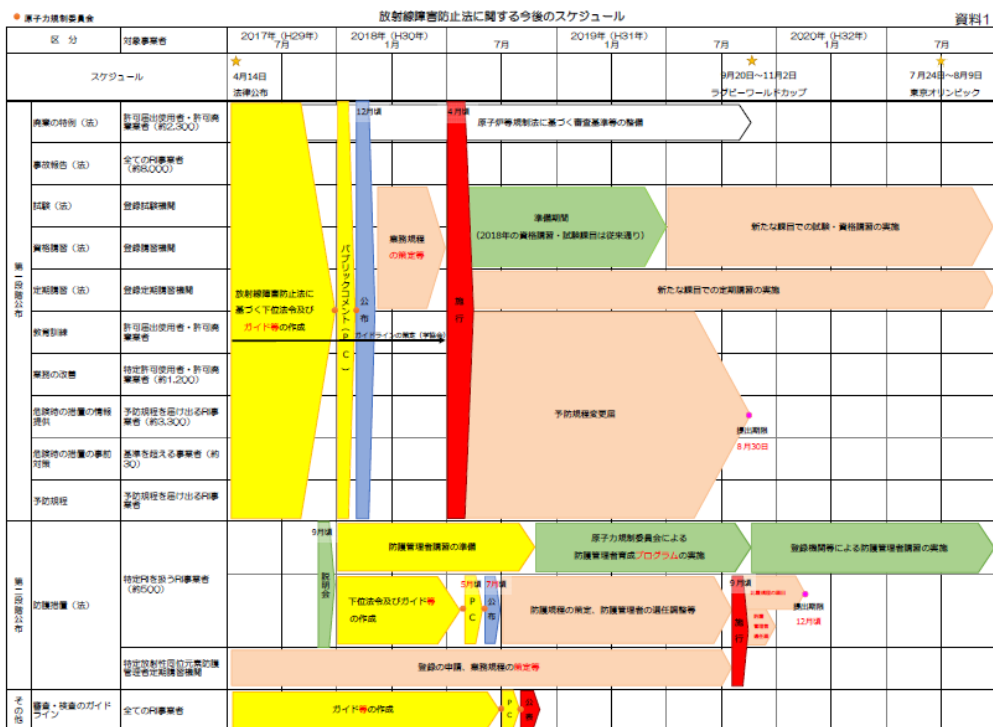 ● 原子力規制委員会
放射線障害防止法に関する今後のスケジュール
資料1
区 分
対象事業者
2017年（H29年）
7月
2018年（H30年）
1月
7月
2019年（H31年）
1月
7月
2020年（H32年）
1月
7月
スケジュール
4月14日
法律公布
9月20日～11月2日
ラグビーワールドカップ
7月24日～8月9日
東京オリンピック
第一段階公布
廃棄の特例（法）
許可届出使用者・許可廃
棄業者（約2,300）
事故報告（法）
全てのRI事業者
（約8,000）
試験（法）
登録試験機関
資格講習（法）
登録講習機関
定期講習（法）
登録定期講習機関
教育訓練
許可届出使用者・許可廃
棄業者
業務の改善
特定許可使用者・許可廃
棄業者（約1,200）
危険時の措置の情報
提供
予防規程を届け出るRI事
業者（約3,300）
危険時の措置の事前
対策
基準を超える事業者（約
30）
予防規程
予防規程を届け出るRI事
業者
放射線障害防止法に
基づく下位法令及び
ガイド等の作成
パブリックコメント（PC）
12月頃
公布
業務規程
の策定等
ガイドラインの策定（学協会）
4月頃
施行
原子炉等規制法に基づく審査基準等の整備
準備期間
（2018年の資格講習・試験課目は従来通り）
新たな課目での試験・資格講習の実施
新たな課目での定期講習の実施
予防規程変更届
提出期限
8月30日
第二段階公布
防護措置（法）
特定RIを扱うRI事業者
（約500）
特定放射性同位元素防護
管理者定期講習機関
9月頃
説明会
防護管理者講習の準備
原子力規制委員会による
防護管理者育成プログラムの実施
登録機関等による防護管理者講習の実施
下位法令及びガイド等
の作成
5月頃
PC
7月頃
公布
防護規程の策定、防護管理者の選任調整等
9月頃
施行
防護
管理者
選任届
提出期限
12月頃
登録の申請、業務規程の策定等
その他
審査・検査のガイド
ライン
全てのRI事業者
ガイド等の作成
PC